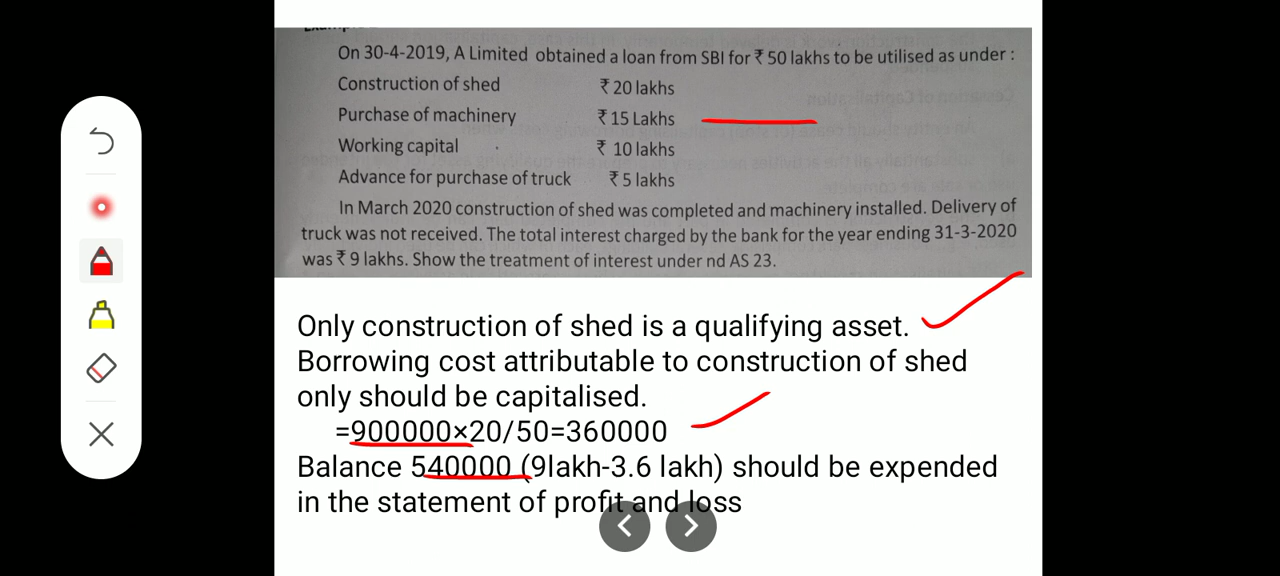 On 30-4-2019, A Limited obtained a loan from SBI for ₹ 50 lakhs to be utilised as under :
Construction of shed ₹ 20 lakhs
Purchase of machinery ₹ 15 Lakhs
Working capital ₹ 10 lakhs
Advance for purchase of truck ₹ 5 lakhs
In March 2020 construction of shed was completed and machinery installed. Delivery of
truck was not received. The total interest charged by the bank for the year ending 31-3-2020
was ₹ 9 lakhs. Show the treatment of interest under nd AS 23.
Only construction of shed is a qualifying asset.
Borrowing cost attributable to construction of shed
only should be capitalised.
=900000×20/50=360000
Balance 540000 (9lakh-3.6 lakh) should be expended
in the statement of profit and loss